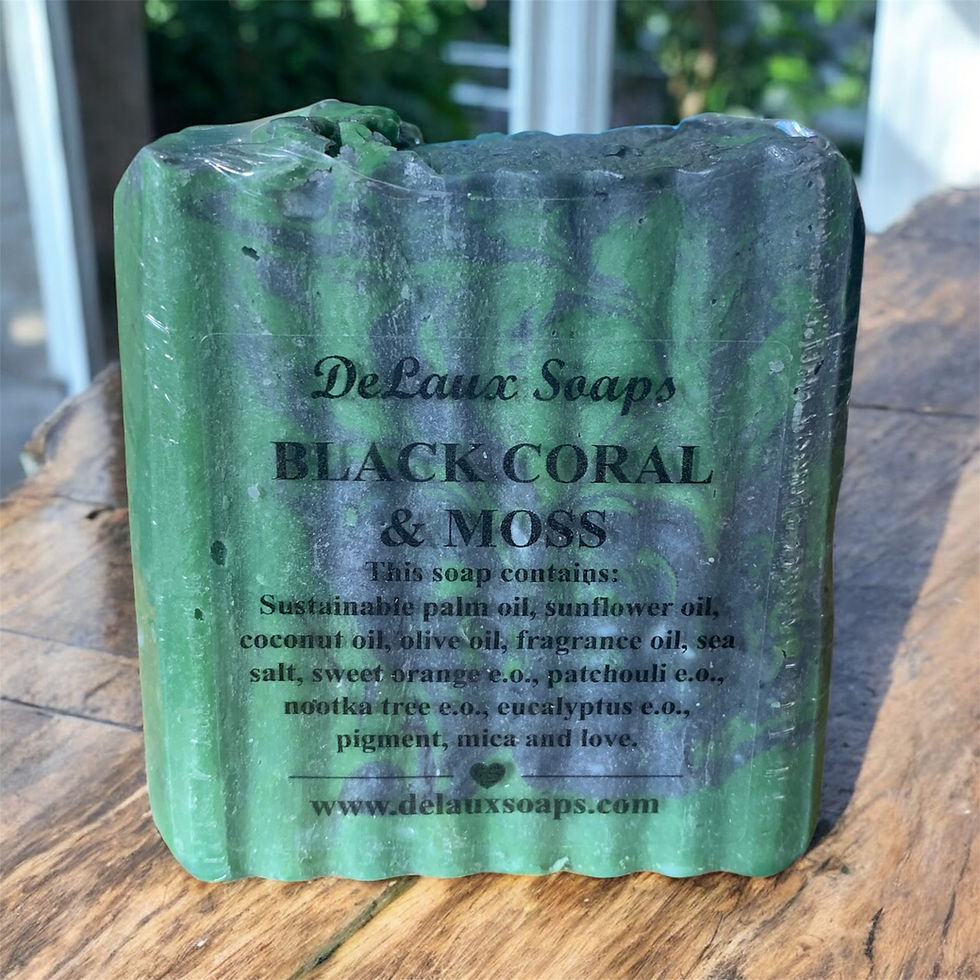 DeLaux Soaps
BLACK CORAL
& MOSS
This soap contains:
Sustainable palm oil, sunflower oil,
coconut oil, olive oil, fragrance oil, sea
salt, sweet orange e.o., patchouli e.o.,
nootka tree e.o., eucalyptus e.o.,
pigment, mica and love.
www.delauxsoaps.com